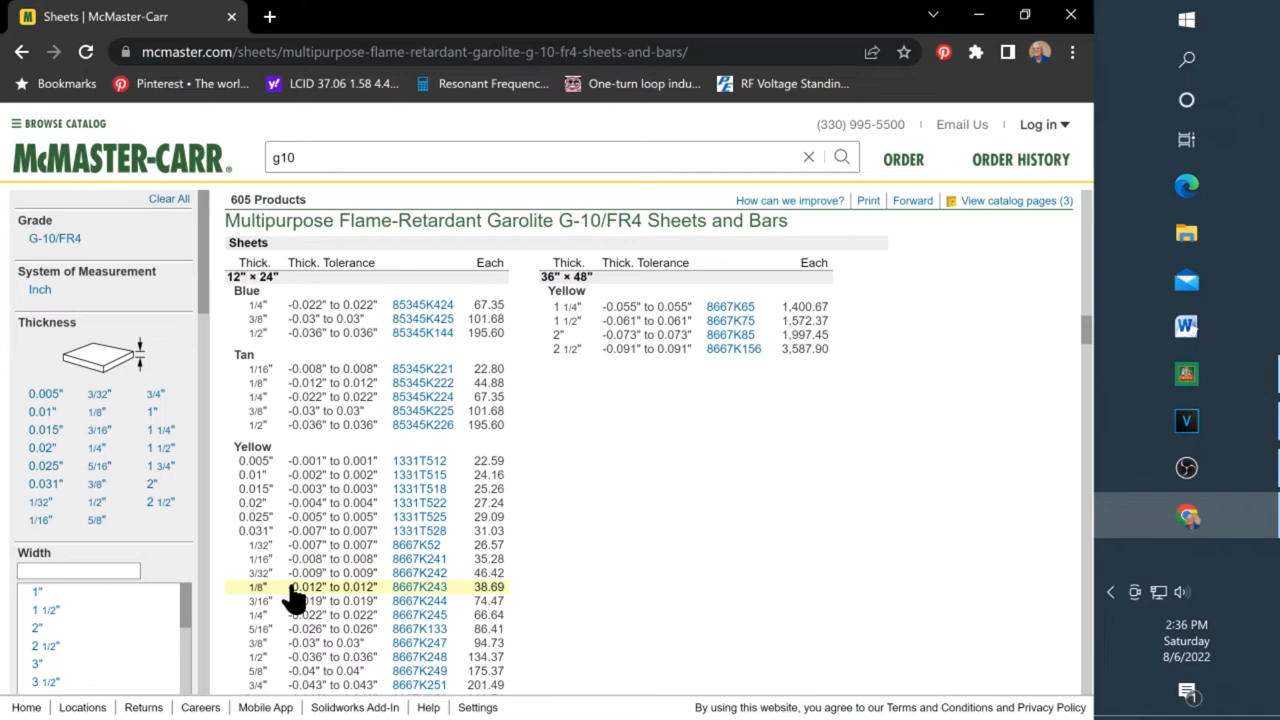 Sheets | McMaster-Carr
mcmaster.com/sheets/multipurpose-flame-retardant-garolite-g-10-fr4-sheets-and-bars/
Bookmarks Pinterest • The worl... LCID 37.06 1.58 4.4... Resonant Frequenc... One-turn loop indu... RF Voltage Standin...
BROWSE CATALOG
(330) 995-5500 Email Us Log in
McMASTER-CARR®
g10
ORDER ORDER HISTORY
Clear All
Grade
G-10/FR4
System of Measurement
Inch
Thickness
0.005" 3/32" 3/4"
0.01" 1/8" 1"
0.015" 3/16" 1 1/4"
0.02" 1/4" 1 1/2"
0.025" 5/16" 1 3/4"
0.031" 3/8" 2"
1/32" 1/2" 2 1/2"
1/16" 5/8"
Width
1"
1 1/2"
2"
2 1/2"
3"
3 1/2"
605 Products
How can we improve? Print Forward View catalog pages (3)
Multipurpose Flame-Retardant Garolite G-10/FR4 Sheets and Bars
Sheets
Thick. Thick. Tolerance Each
12" × 24"
Blue
1/4" -0.022" to 0.022" 85345K424 67.35
3/8" -0.03" to 0.03" 85345K425 101.68
1/2" -0.036" to 0.036" 85345K144 195.60
Tan
1/16" -0.008" to 0.008" 85345K221 22.80
1/8" -0.012" to 0.012" 85345K222 44.88
1/4" -0.022" to 0.022" 85345K224 67.35
3/8" -0.03" to 0.03" 85345K225 101.68
1/2" -0.036" to 0.036" 85345K226 195.60
Yellow
0.005" -0.001" to 0.001" 1331T512 22.59
0.01" -0.002" to 0.002" 1331T515 24.16
0.015" -0.003" to 0.003" 1331T518 25.26
0.02" -0.004" to 0.004" 1331T522 27.24
0.025" -0.005" to 0.005" 1331T525 29.09
0.031" -0.007" to 0.007" 1331T528 31.03
1/32" -0.007" to 0.007" 8667K52 26.57
1/16" -0.008" to 0.008" 8667K241 35.28
3/32" -0.009" to 0.009" 8667K242 46.42
1/8" 0.012" to 0.012" 8667K243 38.69
3/16" 019" to 0.019" 8667K244 74.47
1/4" 022" to 0.022" 8667K245 66.64
5/16" -0.026" to 0.026" 8667K133 86.41
3/8" -0.03" to 0.03" 8667K247 94.73
1/2" -0.036" to 0.036" 8667K248 134.37
5/8" -0.04" to 0.04" 8667K249 175.37
3/4" -0.043" to 0.043" 8667K251 201.49
Thick. Thick. Tolerance Each
36" × 48"
Yellow
1 1/4" -0.055" to 0.055" 8667K65 1,400.67
1 1/2" -0.061" to 0.061" 8667K75 1,572.37
2" -0.073" to 0.073" 8667K85 1,997.45
2 1/2" -0.091" to 0.091" 8667K156 3,587.90
Home Locations Returns Careers Mobile App Solidworks Add-In Help Settings
By using this website, you agree to our Terms and Conditions and Privacy Policy
2:36 PM
Saturday
8/6/2022
1